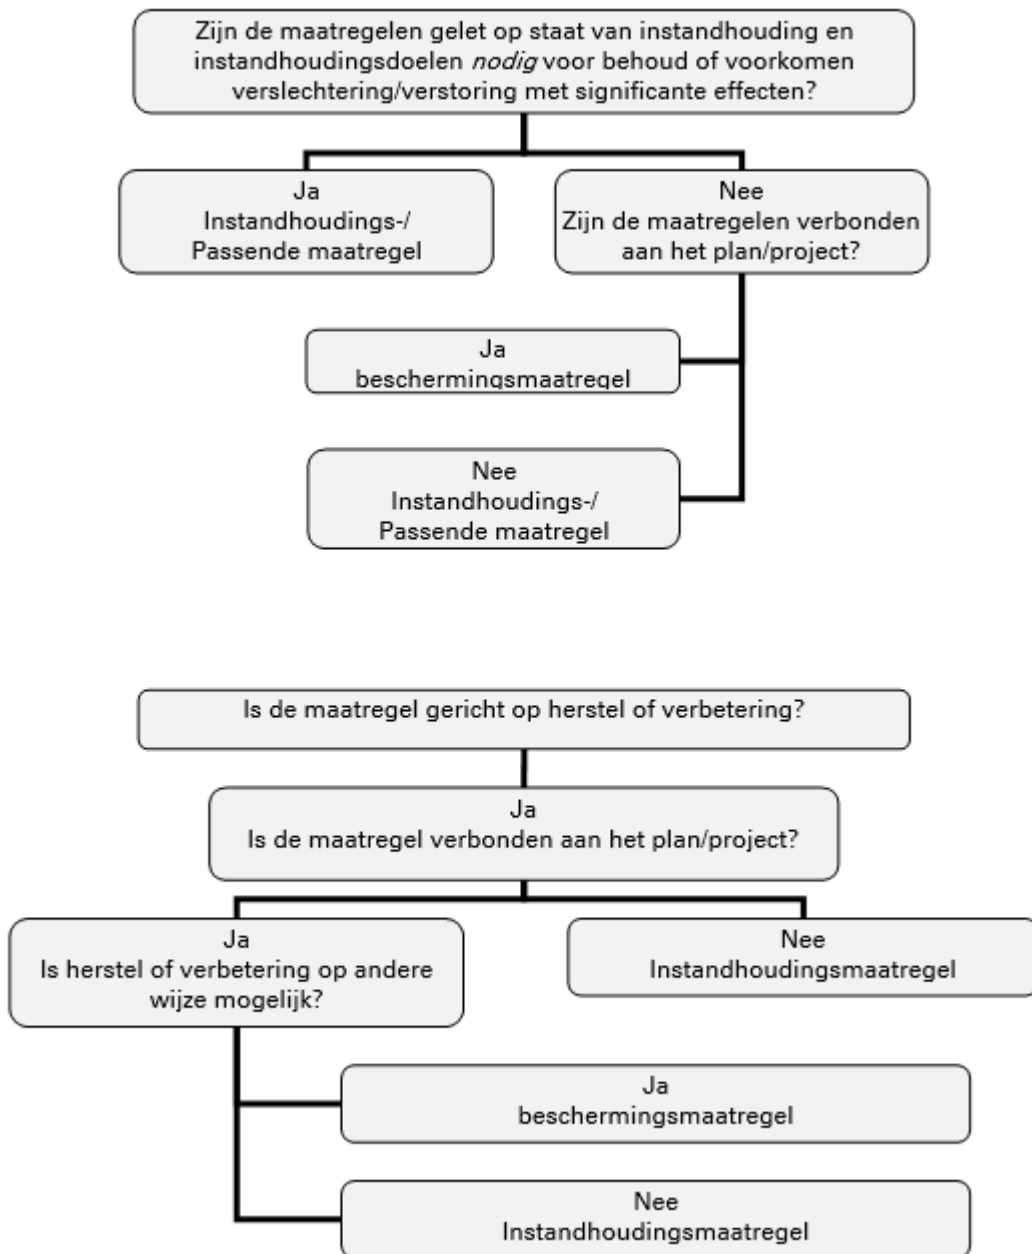 Zijn de maatregelen gelet op staat van instandhouding en
instandhoudingsdoelen nodig voor behoud of voorkomen
verslechtering/verstoring met significante effecten?
Ja
Instandhoudings-/
Passende maatregel
Nee
Zijn de maatregelen verbonden
aan het plan/project?
Ja
beschermingsmaatregel
Nee
Instandhoudings-/
Passende maatregel
Is de maatregel gericht op herstel of verbetering?
Ja
Is de maatregel verbonden aan het plan/project?
Ja
Is herstel of verbetering op andere
wijze mogelijk?
Nee
Instandhoudingsmaatregel
Ja
beschermingsmaatregel
Nee
Instandhoudingsmaatregel